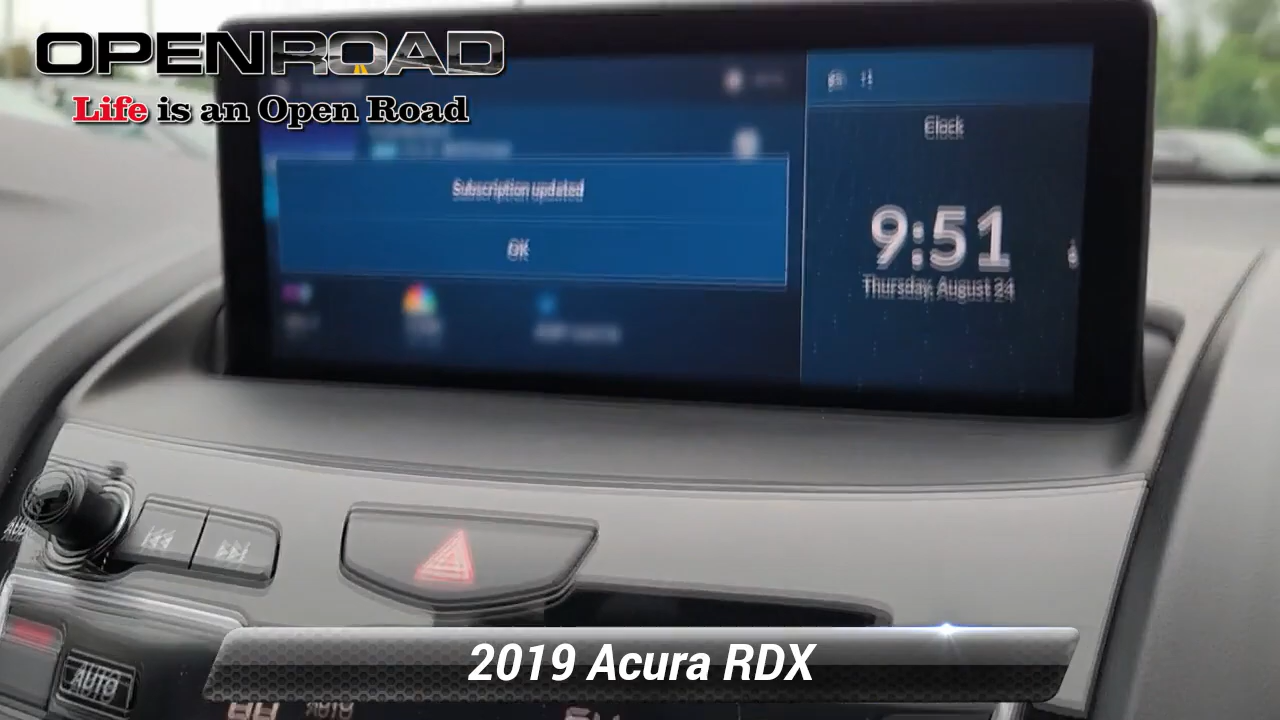 OPENROAD
Life is an Open Road
Clock
Subscription updated
9:51
OK
Thursday, August 24
AUTO
AUTO
2019 Acura RDX